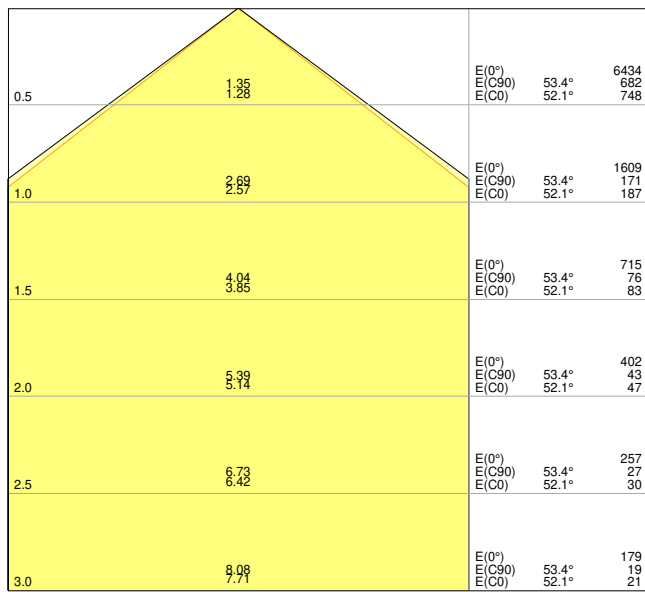 E(0°) 6434
1.35 E(C90) 53.4° 682
0.5 1.28 E(C0) 52.1° 748
E(0°) 1609
2.69 E(C90) 53.4° 171
1.0 2.57 E(C0) 52.1° 187
E(0°) 715
4.04 E(C90) 53.4° 76
1.5 3.85 E(C0) 52.1° 83
E(0°) 402
5.39 E(C90) 53.4° 43
2.0 5.14 E(C0) 52.1° 47
E(0°) 257
6.73 E(C90) 53.4° 27
2.5 6.42 E(C0) 52.1° 30
E(0°) 179
8.08 E(C90) 53.4° 19
3.0 7.71 E(C0) 52.1° 21